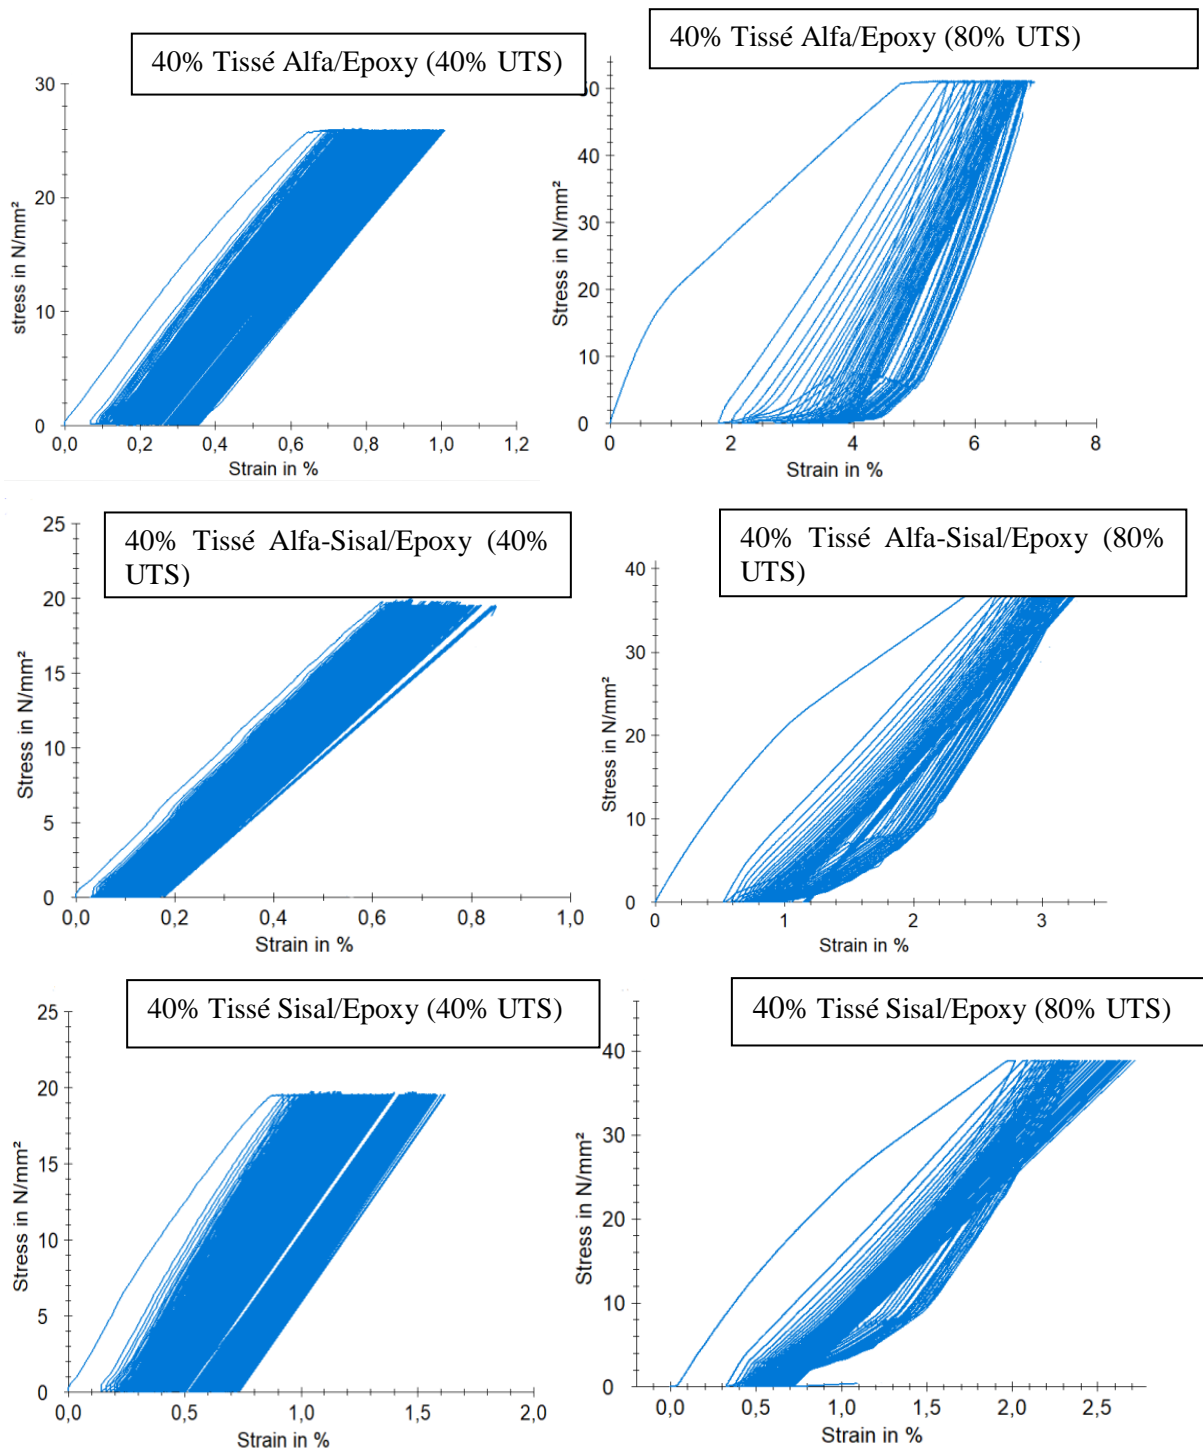 40% Tissé Alfa/Epoxy (40% UTS)
30
20
10
0
stress in N/mm²
0,0 0,2 0,4 0,6 0,8 1,0 1,2
Strain in %
40% Tissé Alfa/Epoxy (80% UTS)
50
40
30
20
10
0
Stress in N/mm²
0 2 4 6 8
Strain in %
40% Tissé Alfa-Sisal/Epoxy (40%
UTS)
25
20
15
10
5
0
Stress in N/mm²
0,0 0,2 0,4 0,6 0,8 1,0
Strain in %
40% Tissé Alfa-Sisal/Epoxy (80%
UTS)
40
30
20
10
0
Stress in N/mm²
0 1 2 3
Strain in %
40% Tissé Sisal/Epoxy (40% UTS)
25
20
15
10
5
0
Stress in N/mm²
0,0 0,5 1,0 1,5 2,0
Strain in %
40% Tissé Sisal/Epoxy (80% UTS)
40
30
20
10
0
Stress in N/mm²
0,0 0,5 1,0 1,5 2,0 2,5
Strain in %